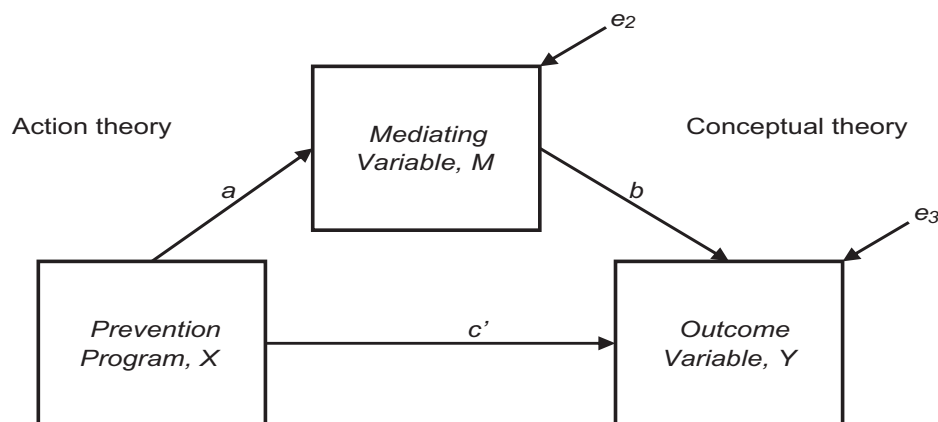 e2
Action theory
Mediating
Variable, M
Conceptual theory
a
b
e3
Prevention
Program, X
c’
Outcome
Variable, Y